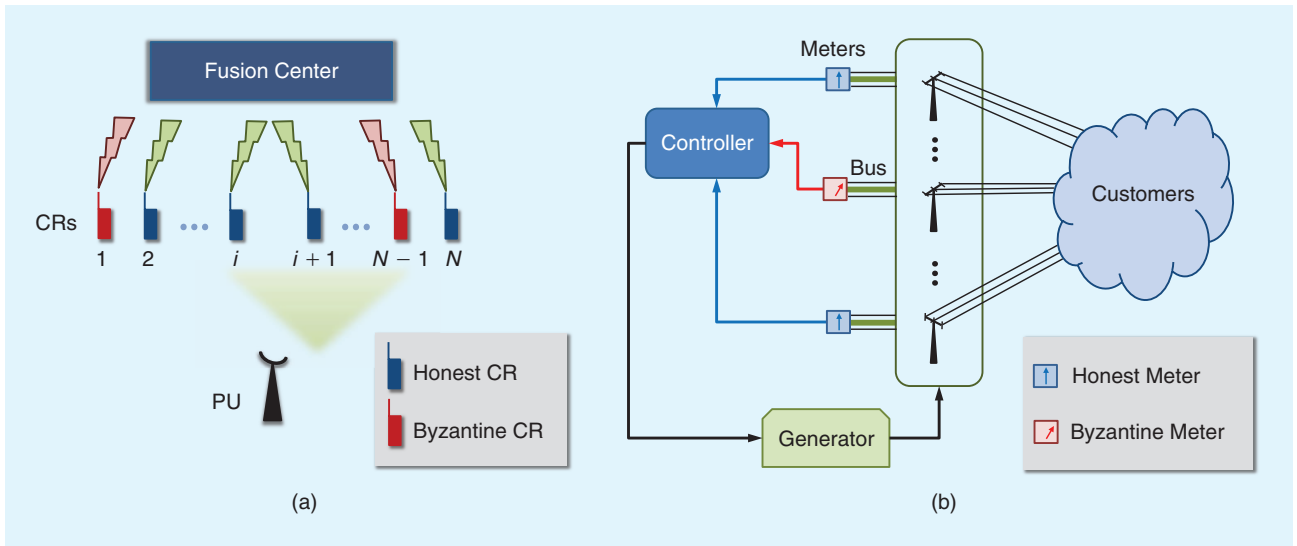 Fusion Center
CRs
1 2 i i + 1 N − 1 N
PU
Honest CR
Byzantine CR
(a)
Meters
Controller
Bus
Customers
Generator
Honest Meter
Byzantine Meter
(b)